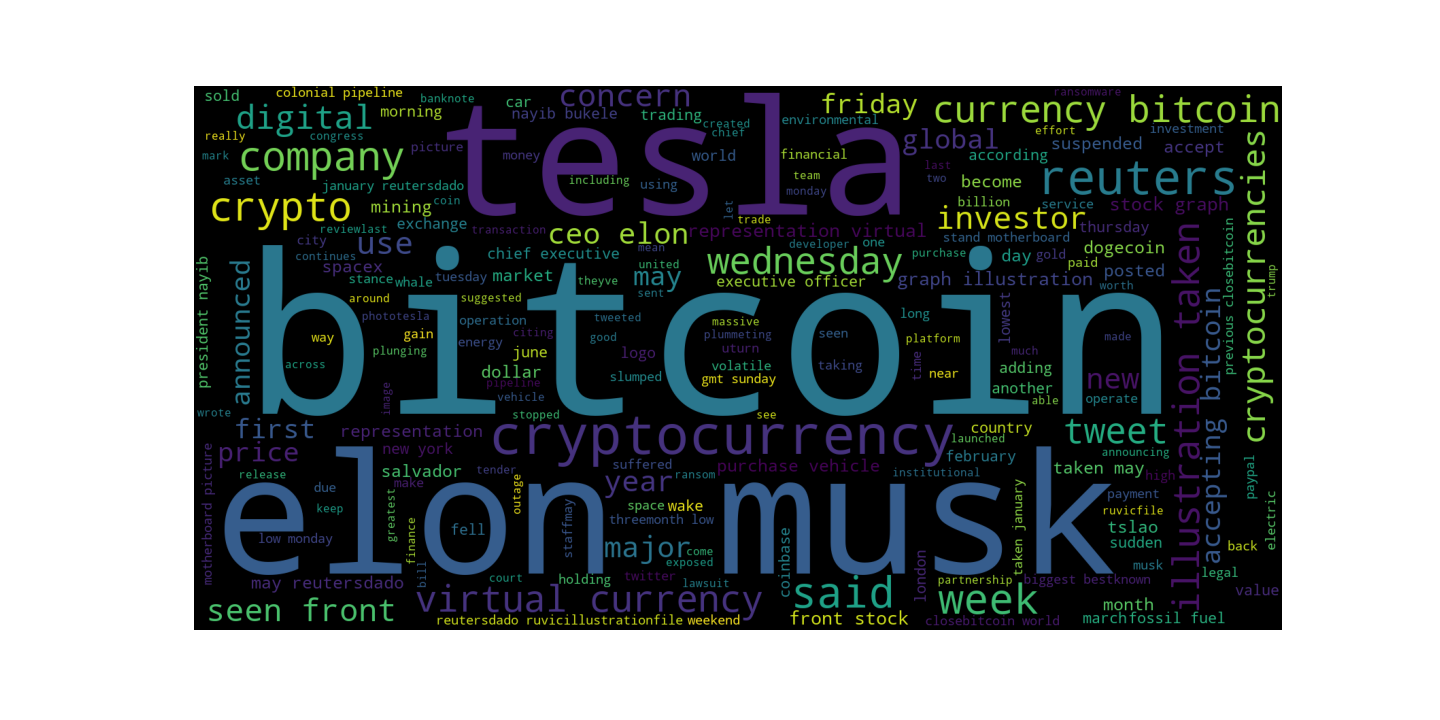 colonial pipeline
banknote
ransomware
sold
car
concern
friday
currency bitcoin
digital
morning
nayib bukele
trading
created
environmental
tesla
really
congress
chief
global
effort
investment
mark
company
picture
money
world
financial
according
suspended
accept
asset
january reutersdado
including
using
team
monday
last
two
become
reuters
cryptocurrencies
crypto
coin
mining
let
trade
billion
service
stock graph
reviewlast
exchange
transaction
ceo elon
representation virtual
investor
thursday
city
use
continues
chief executive
mean
developer
one
stand motherboard
dogecoin
spacex
wednesday
purchase
day
gold
paid
posted
stance
whale
tuesday
market
united
theyve
may
executive officer
graph illustration
worth
trump
president nayib
announced
around
suggested
sent
bitcoin
phototesla
operation
tweeted
massive
long
lowest
previous closebitcoin
way
gain
energy
citing
good
plummeting
seen
platform
much
made
plunging
june
logo
uturn
volatile
taking
time
near
adding
across
dollar
pipeline
slumped
gmt sunday
another
new
image
vehicle
able
operate
wrote
stopped
see
illustration taken
accepting bitcoin
first
representation
cryptocurrency
country
tweet
launched
price
new york
announcing
salvador
tender
suffered
purchase vehicle
institutional
february
taken may
high
release
make
year
ransom
paypal
due
greatest
outage
space
wake
payment
elon musk
keep
threemonth low
ruvicfile
motherboard picture
fell
staffmay
tslao
electric
low monday
finance
major
come
exposed
coinbase
taken january
sudden
back
bill
court
holding
twitter
lawsuit
london
partnership
biggest bestknown
musk
legal
may reutersdado
value
seen front
virtual currency
said
week
month
reutersdado ruvicillustrationfile
weekend
front stock
closebitcoin world
marchfossil fuel